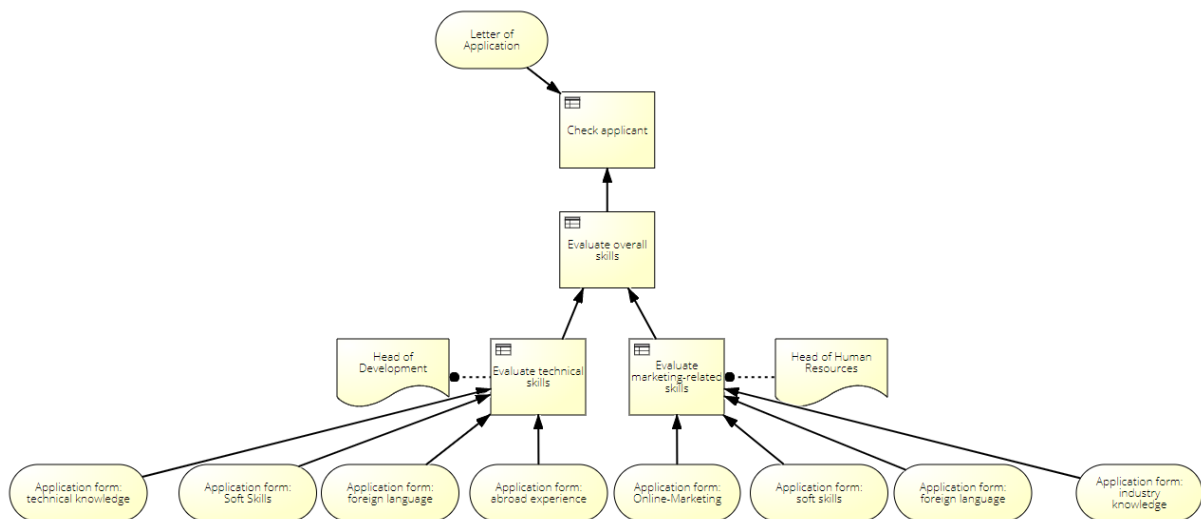 Letter of
Application
Check applicant
Evaluate overall
skills
Head of
Development
Evaluate technical
skills
Evaluate
marketing-related
skills
Head of Human
Resources
Application form:
technical knowledge
Application form:
Soft Skills
Application form:
foreign language
Application form:
abroad experience
Application form:
Online-Marketing
Application form:
soft skills
Application form:
foreign language
Application form:
industry
knowledge